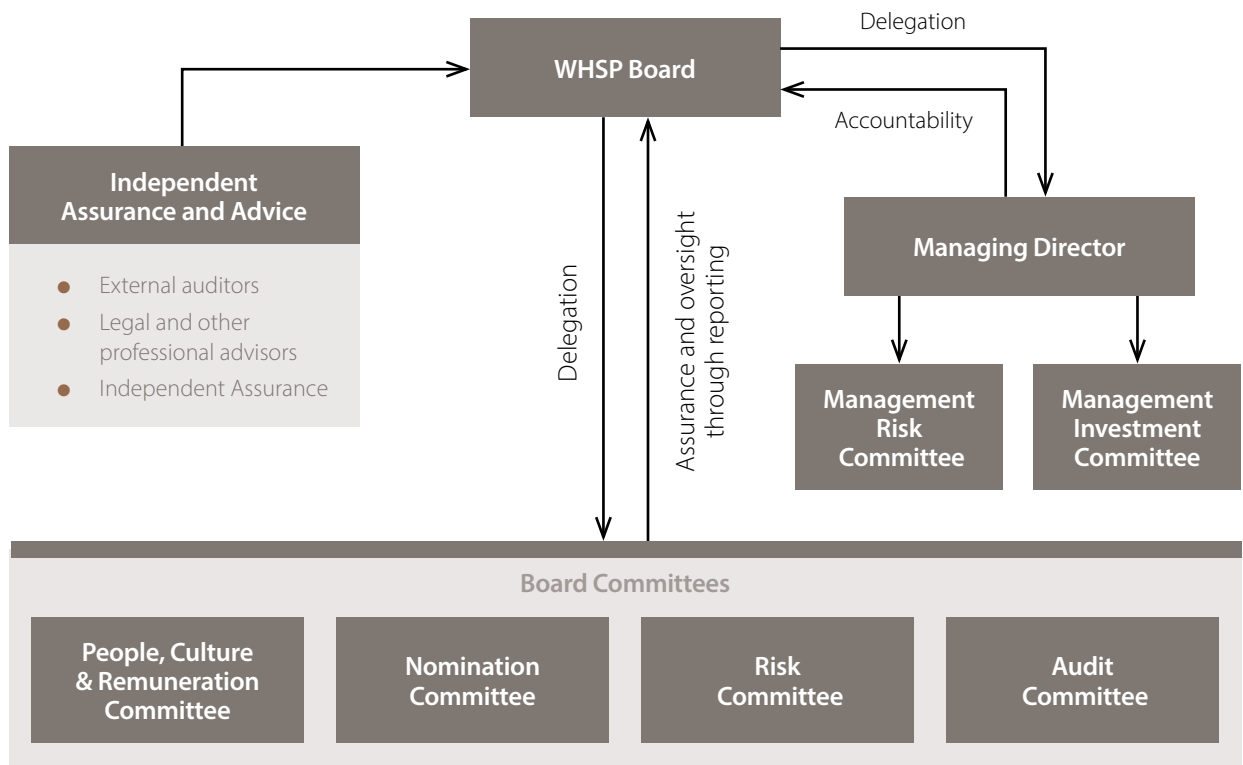 WHSP Board
Delegation
Accountability
Independent
Assurance and Advice
External auditors
Legal and other
professional advisors
Independent Assurance
Delegation
Assurance and oversight
through reporting
Managing Director
Management
Risk
Committee
Management
Investment
Committee
Board Committees
People, Culture
& Remuneration
Committee
Nomination
Committee
Risk
Committee
Audit
Committee